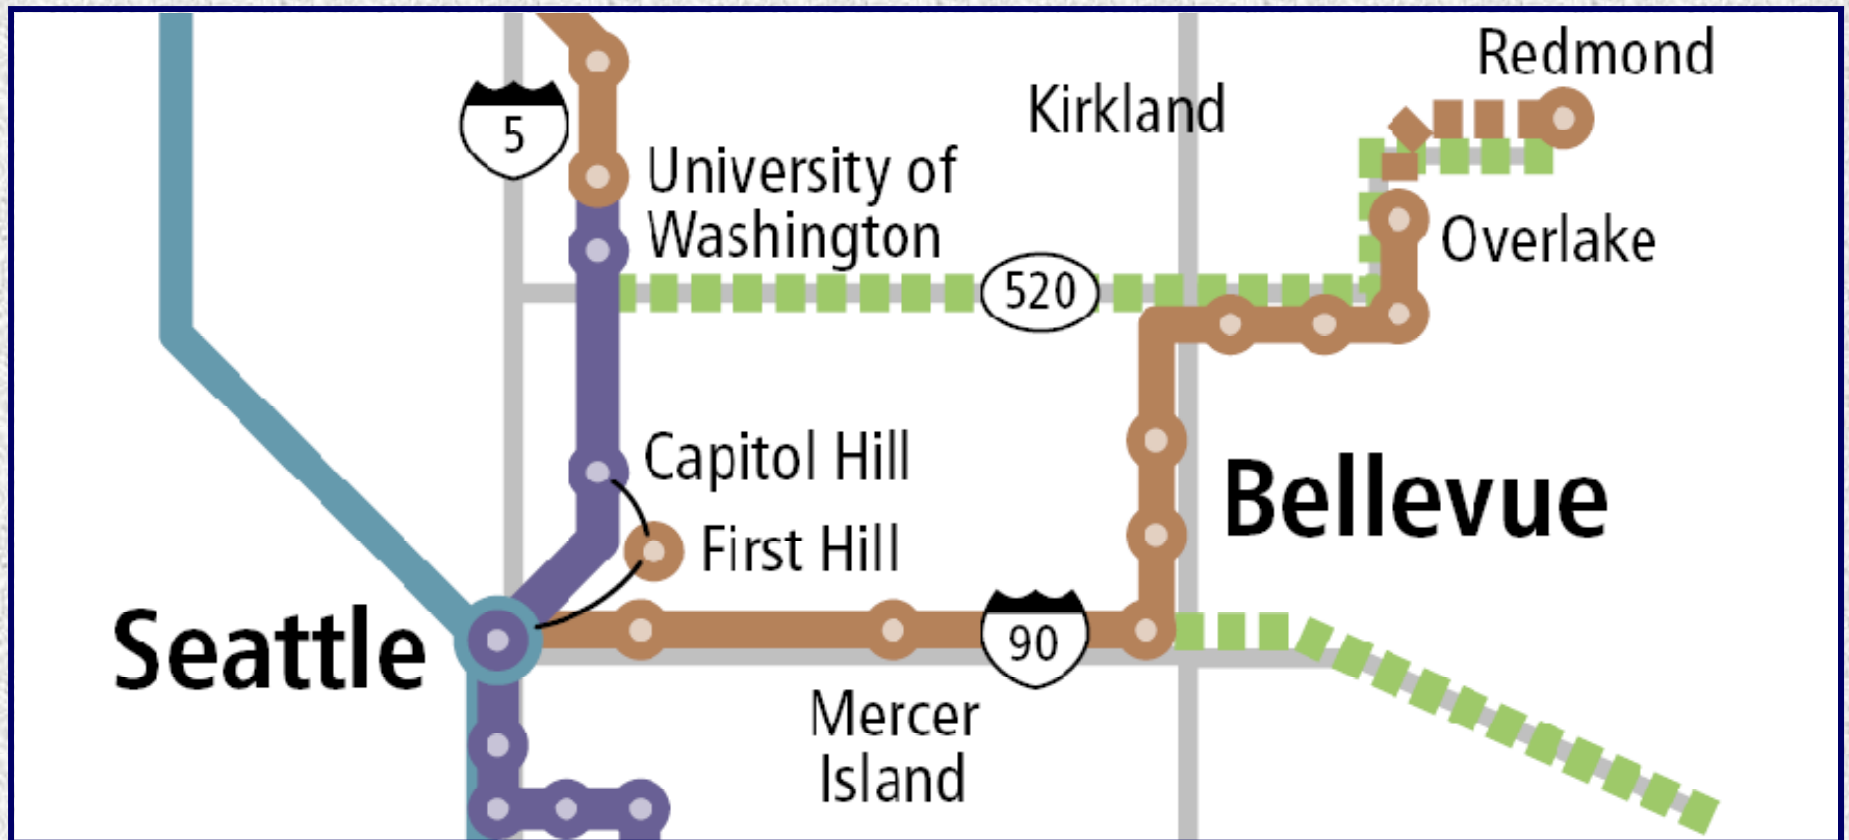 Redmond
Kirkland
5
University of
Washington
Overlake
520
Capitol Hill
Bellevue
First Hill
Seattle
90
Mercer
Island